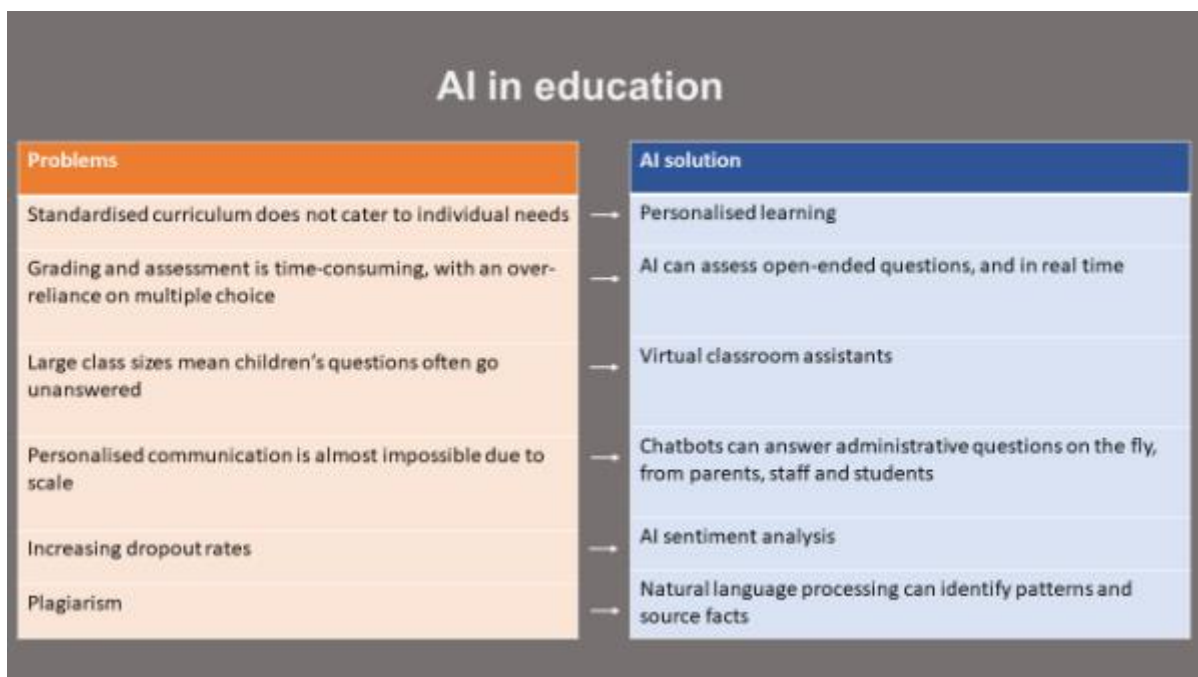 AI in education
Problems
AI solution
Standardised curriculum does not cater to individual needs
Personalised learning
Grading and assessment is time-consuming, with an over-
reliance on multiple choice
AI can assess open-ended questions, and in real time
Large class sizes mean children's questions often go
unanswered
Virtual classroom assistants
Personalised communication is almost impossible due to
scale
Chatbots can answer administrative questions on the fly,
from parents, staff and students
Increasing dropout rates
AI sentiment analysis
Plagiarism
Natural language processing can identify patterns and
source facts